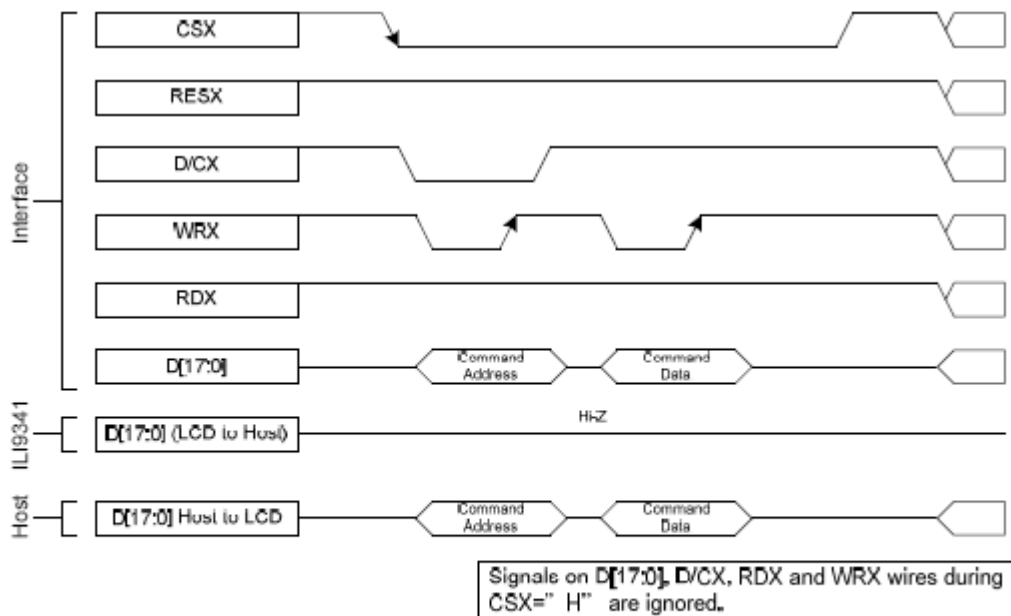 CSX
RESX
D/CX
WRX
RDX
D[17:0]
Interface
Command
Address
Command
Data
ILI9341
D[17:0] (LCD to Host)
Hi-Z
Host
D[17:0] Host to LCD
Command
Address
Command
Data
Signals on D[17:0], D/CX, RDX and WRX wires during
CSX=" H" are ignored.